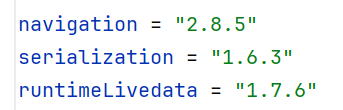 navigation = "2.8.5"
serialization = "1.6.3"
runtimeLivedata = "1.7.6"